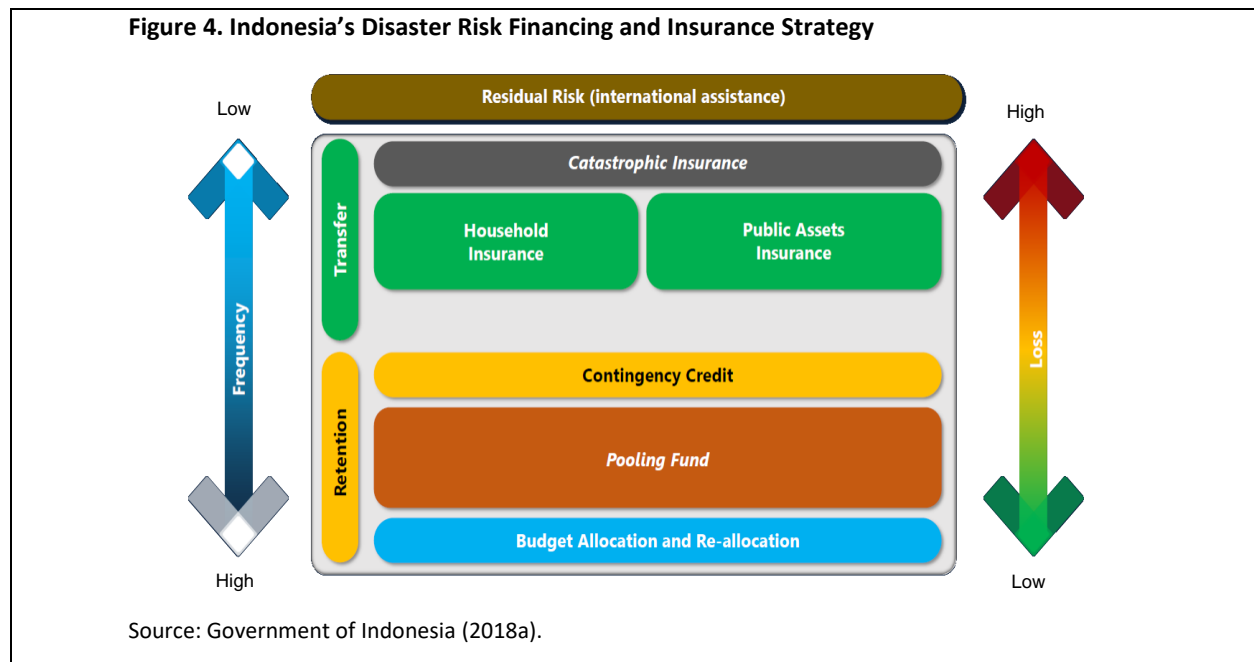 Figure 4. Indonesia's Disaster Risk Financing and Insurance Strategy
Residual Risk (international assistance)
Low
High
Transfer
Catastrophic Insurance
Household
Insurance
Public Assets
Insurance
Frequency
Loss
Retention
Contingency Credit
Pooling Fund
Budget Allocation and Re-allocation
High
Low
Source: Government of Indonesia (2018a).